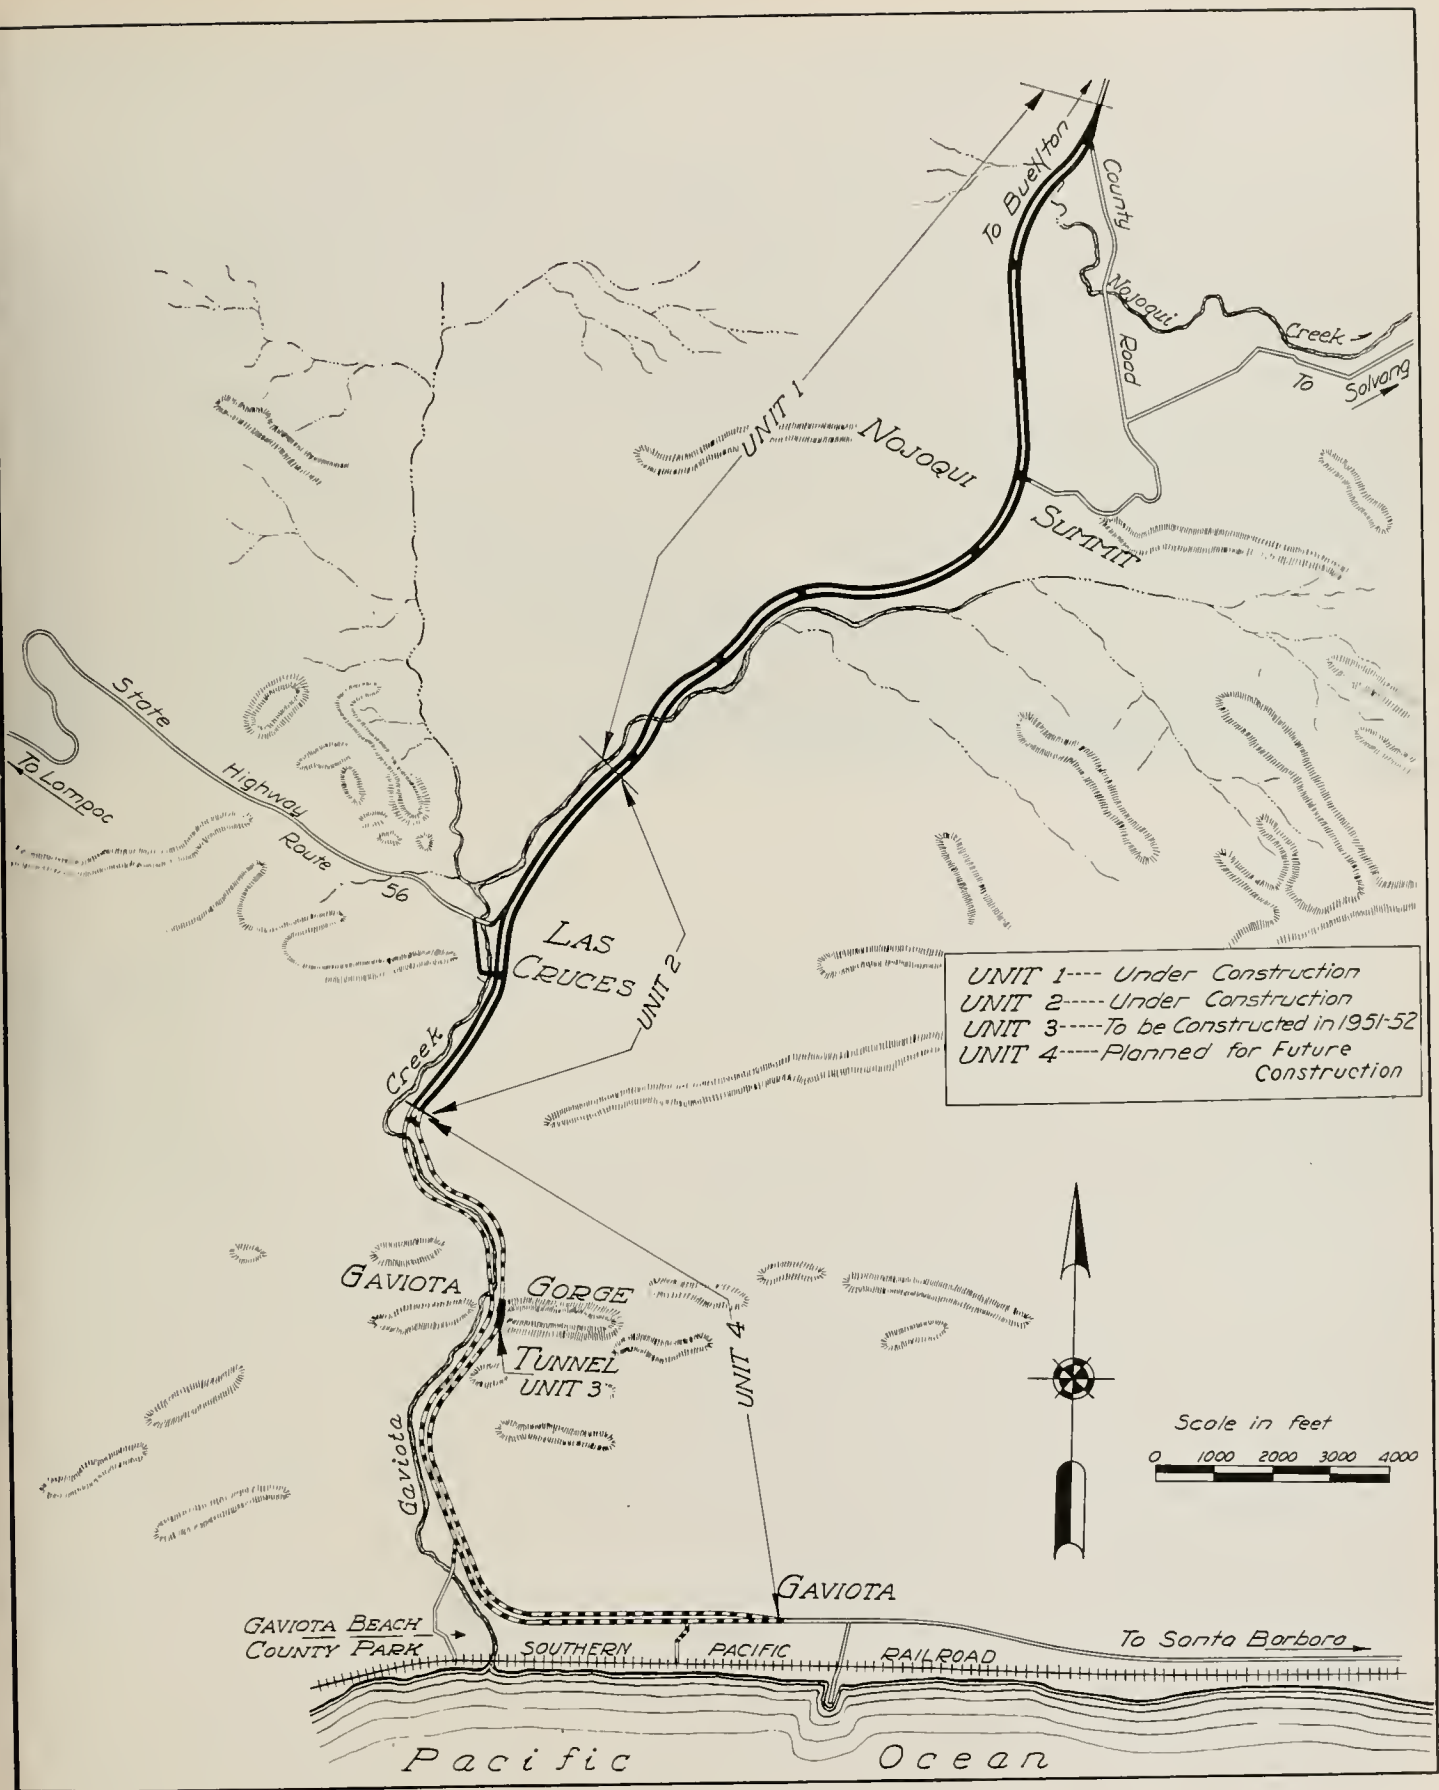 To Buellton
County
Road
Nojoqui
Creek
To Solvang
UNIT 1
NOJOQUI
SUMMIT
State
Highway
Route
56
To Lompoc
LAS
CRUCES
UNIT 2
UNIT 1---- Under Construction
UNIT 2----- Under Construction
UNIT 3-----To be Constructed in 1951-52
UNIT 4-----Planned for Future
Construction
Creek
GAVIOTA
GORGE
TUNNEL
UNIT 3
UNIT 4
Gaviota
Scale in feet
0 1000 2000 3000 4000
GAVIOTA
GAVIOTA BEACH
COUNTY PARK
SOUTHERN PACIFIC RAILROAD
To Santa Barbara
Pacific Ocean